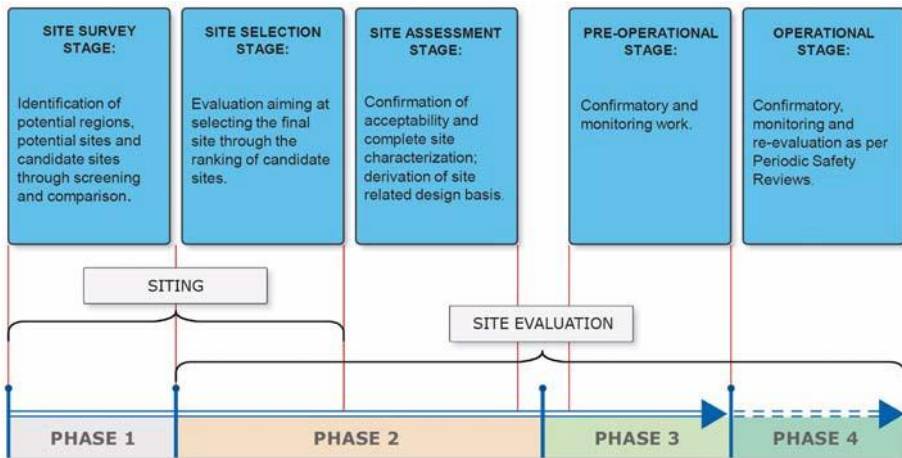 SITE SURVEY
STAGE:
Identification of
potential regions,
potential sites and
candidate sites
through screening
and comparison.
SITE SELECTION
STAGE:
Evaluation aiming at
selecting the final
site through the
ranking of candidate
sites.
SITE ASSESSMENT
STAGE:
Confirmation of
acceptability and
complete site
characterization;
derivation of site
related design basis.
PRE-OPERATIONAL
STAGE:
Confirmatory and
monitoring work.
OPERATIONAL
STAGE:
Confirmatory,
monitoring and
re-evaluation as per
Periodic Safety
Reviews.
SITING
SITE EVALUATION
PHASE 1
PHASE 2
PHASE 3
PHASE 4